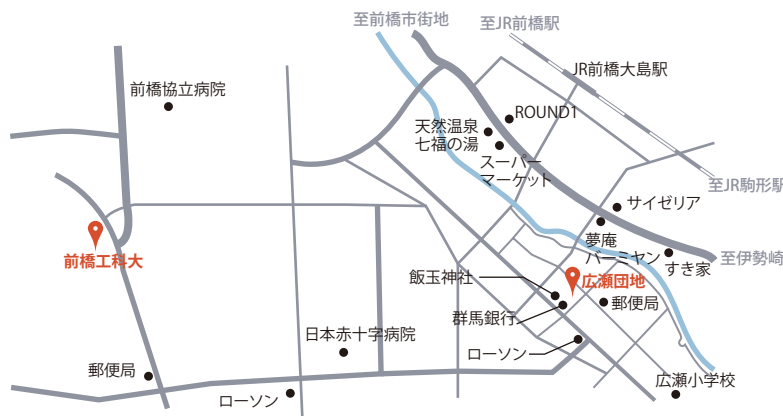 至前橋市街地
至JR前橋駅
JR前橋大島駅
前橋協立病院
ROUND1
天然温泉
七福の湯
スーパー
マーケット
至JR駒形駅
サイゼリア
夢庵
バーミヤン
すき家
至伊勢崎
前橋工科大
飯玉神社
広瀬団地
群馬銀行
郵便局
ローソン
日本赤十字病院
郵便局
ローソン
広瀬小学校